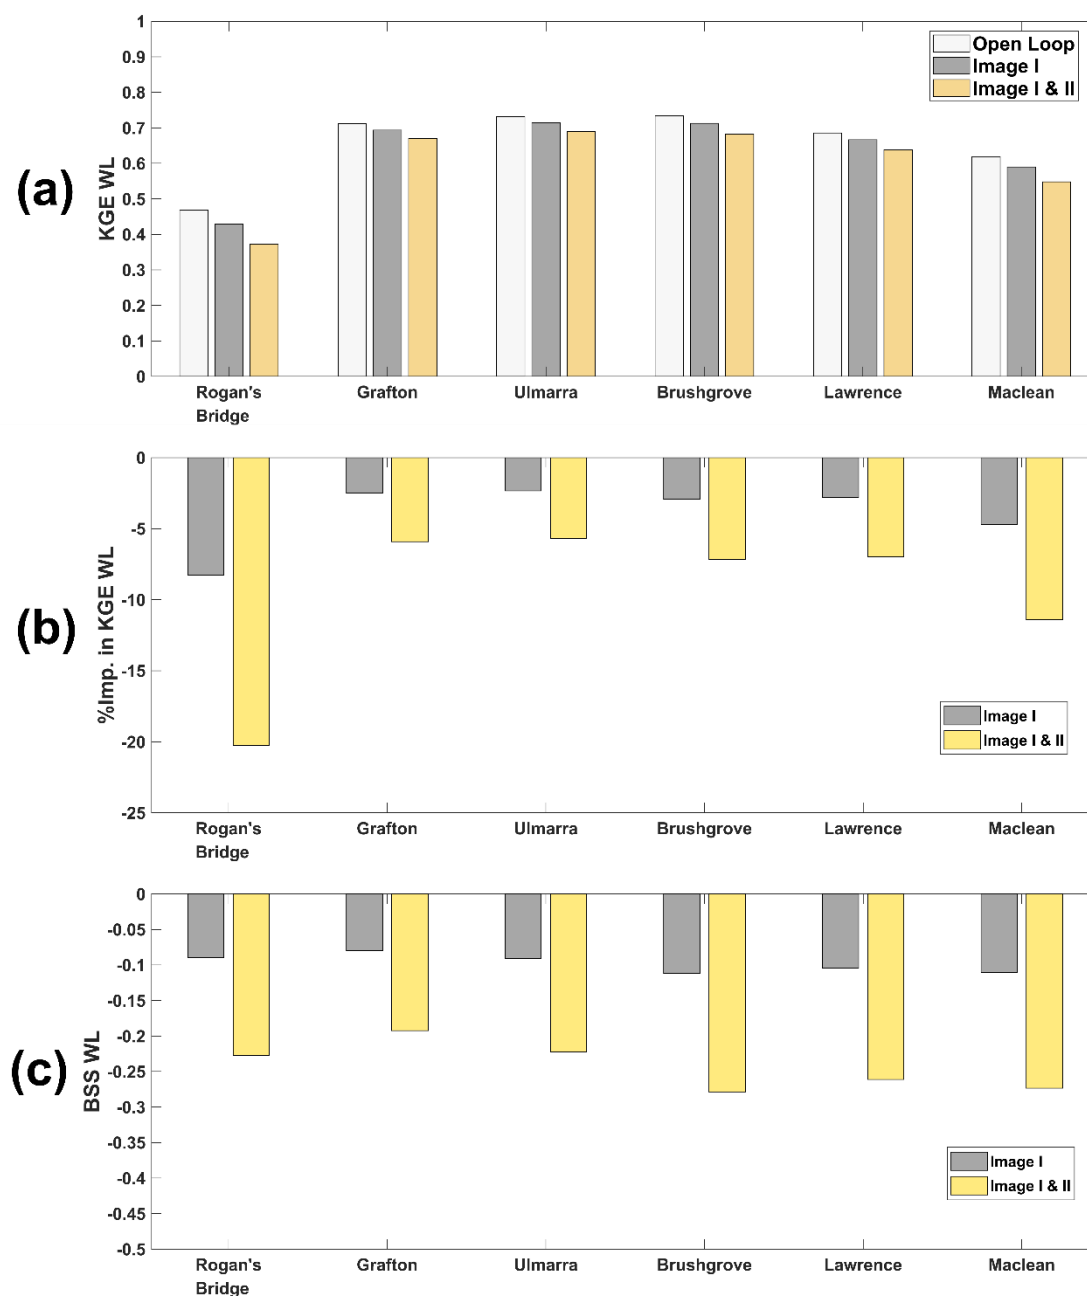 (a)
KGE WL
1
0.9
0.8
0.7
0.6
0.5
0.4
0.3
0.2
0.1
0
Open Loop
Image I
Image I & II
Rogan's Bridge
Grafton
Ulmarra
Brushgrove
Lawrence
Maclean
(b)
%Imp. in KGE WL
0
-5
-10
-15
-20
-25
Image I
Image I & II
Rogan's Bridge
Grafton
Ulmarra
Brushgrove
Lawrence
Maclean
(c)
BSS WL
0
-0.05
-0.1
-0.15
-0.2
-0.25
-0.3
-0.35
-0.4
-0.45
-0.5
Image I
Image I & II
Rogan's Bridge
Grafton
Ulmarra
Brushgrove
Lawrence
Maclean